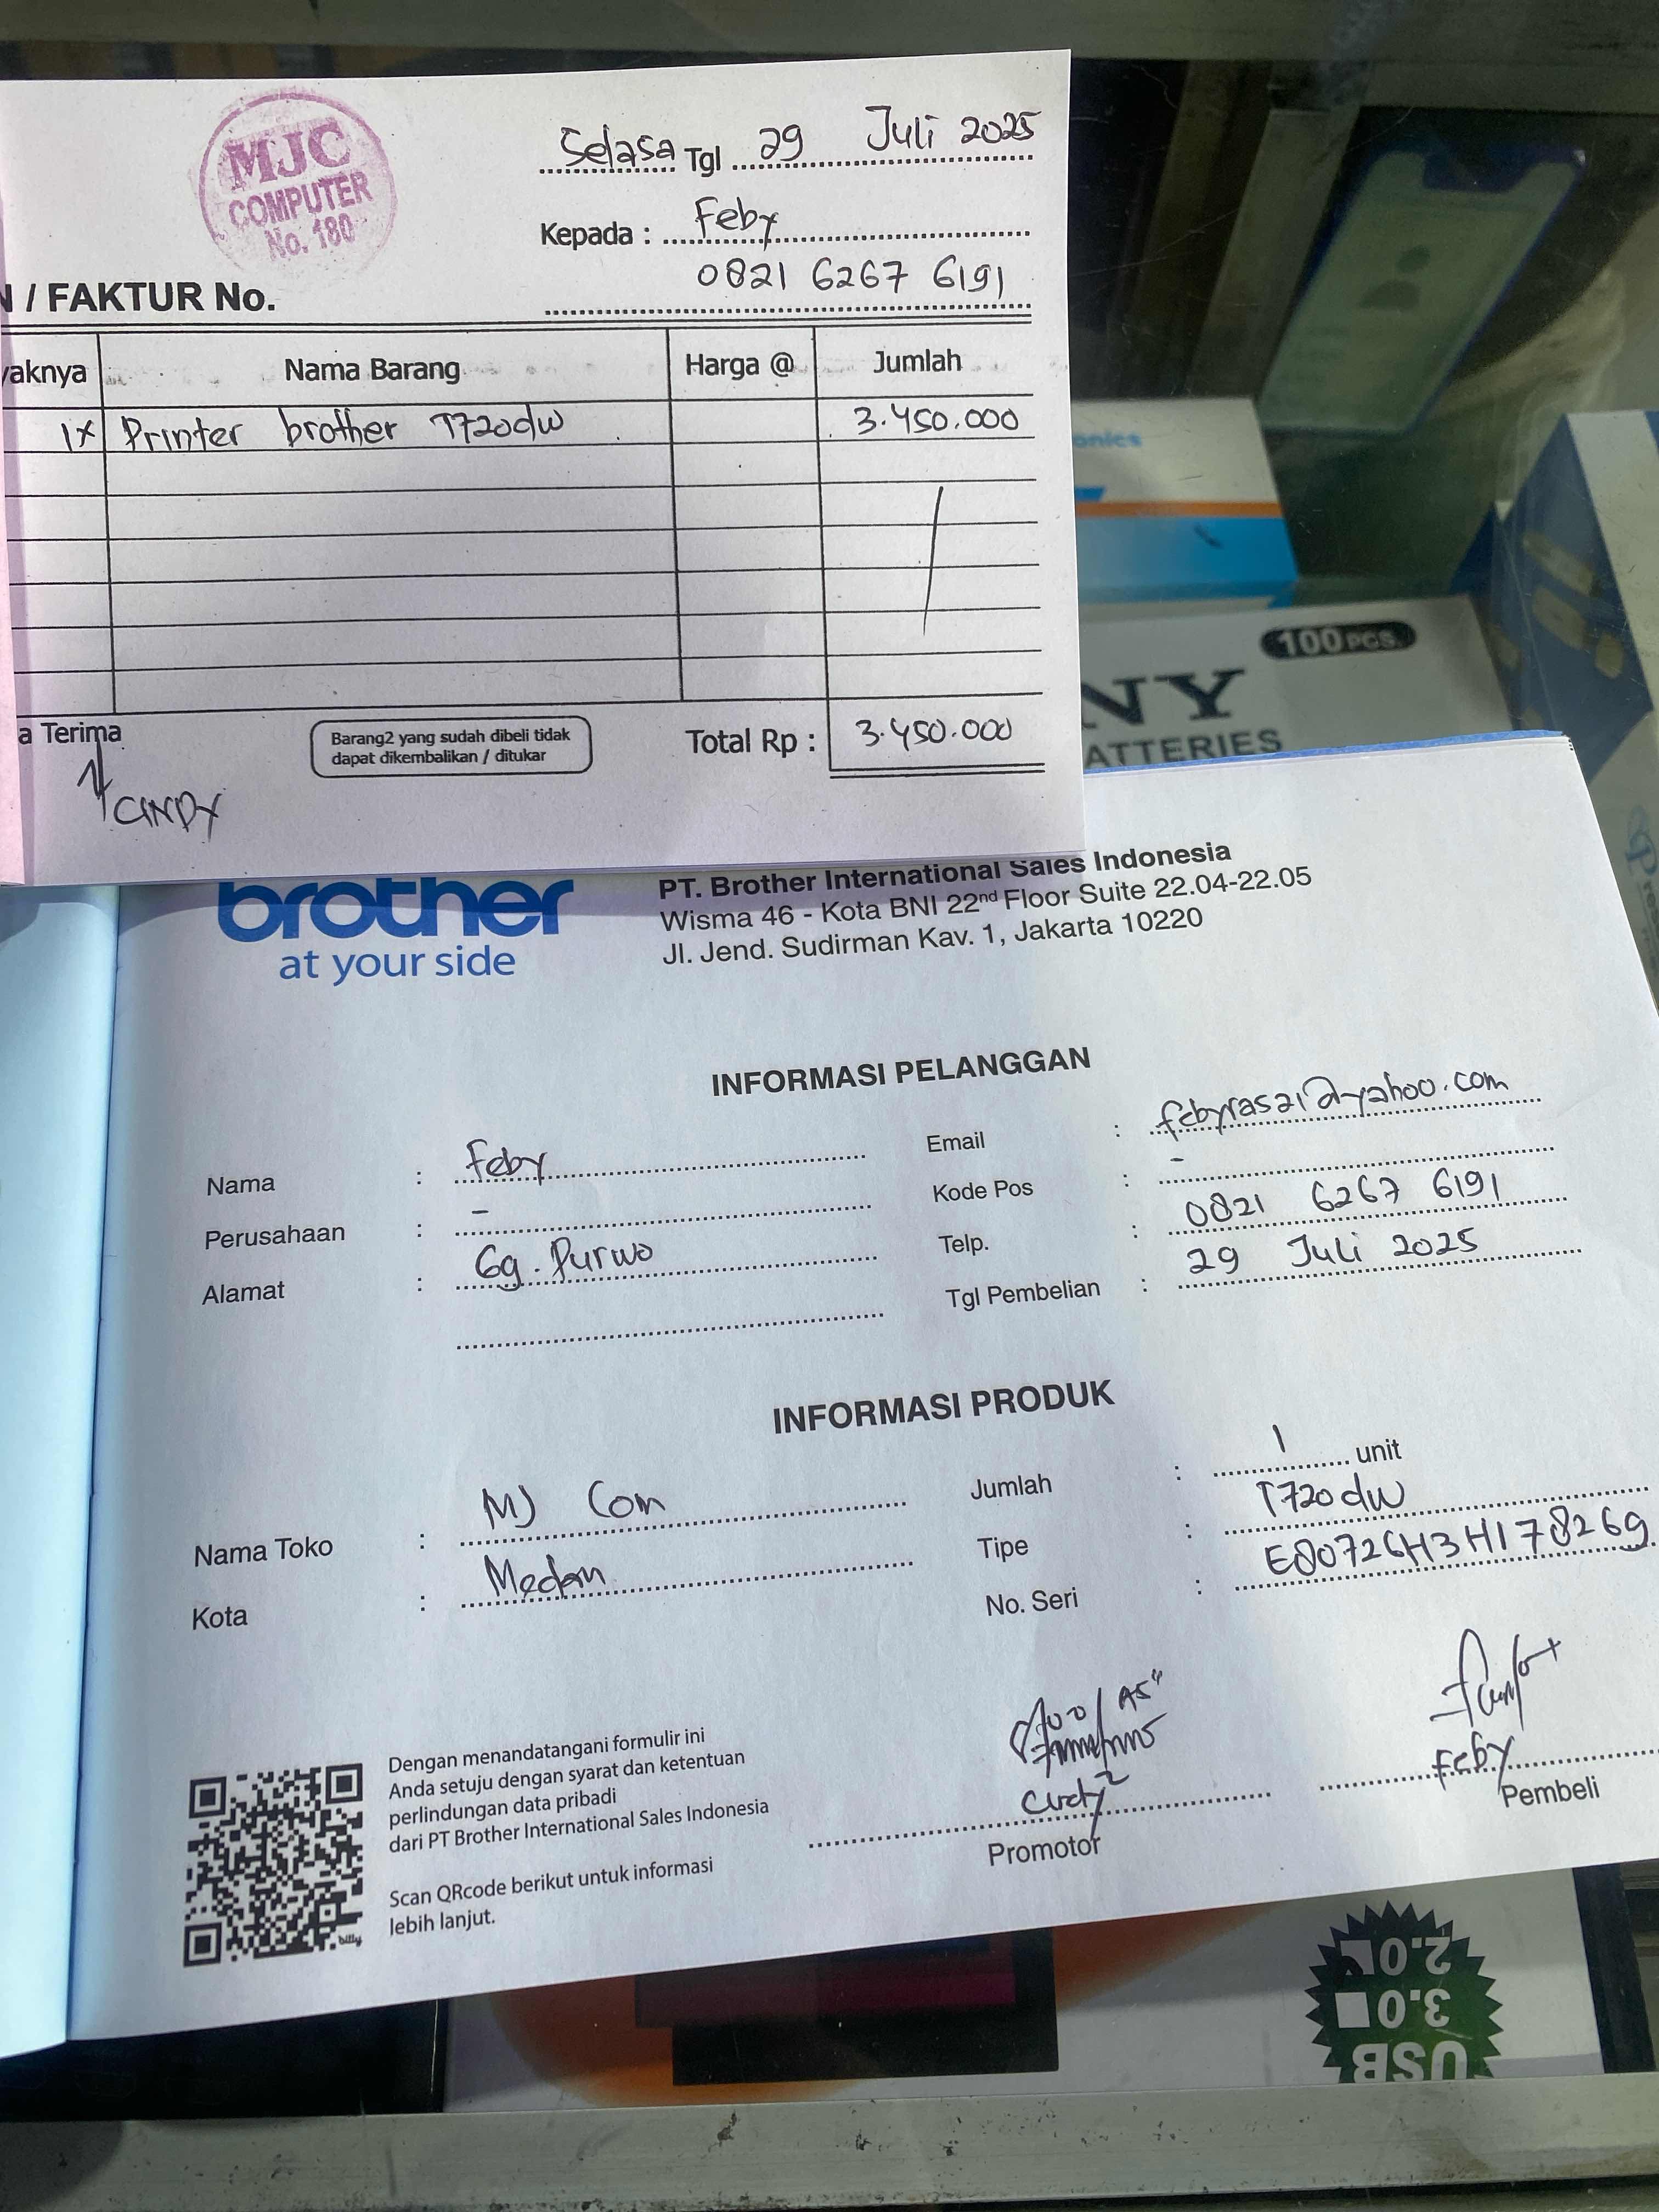 MJC
COMPUTER
No. 180
Selasa Tgl 29 Juli 2025
Kepada : Feby
0821 6267 6191
/ FAKTUR No.
yaknya Nama Barang Harga @ Jumlah
1x Printer brother T720dw 3.450.000
a Terima
Barang2 yang sudah dibeli tidak
dapat dikembalikan / ditukar
Total Rp : 3.450.000
CINDY
onics
100 PCS.
NY
ATTERIES
brother
at your side
PT. Brother International Sales Indonesia
Wisma 46 - Kota BNI 22nd Floor Suite 22.04-22.05
Jl. Jend. Sudirman Kav. 1, Jakarta 10220
INFORMASI PELANGGAN
Nama : Feby
Perusahaan : -
Alamat : Gg. Purwo
Email : febyrasa21@yahoo.com
Kode Pos : -
Telp. : 0821 6267 6191
Tgl Pembelian : 29 Juli 2025
INFORMASI PRODUK
Nama Toko : MJ Com
Kota : Medan
Jumlah : 1 unit
Tipe : T720dw
No. Seri : E80726H3H178269
Dengan menandatangani formulir ini
Anda setuju dengan syarat dan ketentuan
perlindungan data pribadi
dari PT Brother International Sales Indonesia
Scan QRcode berikut untuk informasi
lebih lanjut.
billy
Cindy
Promotor
Feby
Pembeli
2.0
3.0
USB